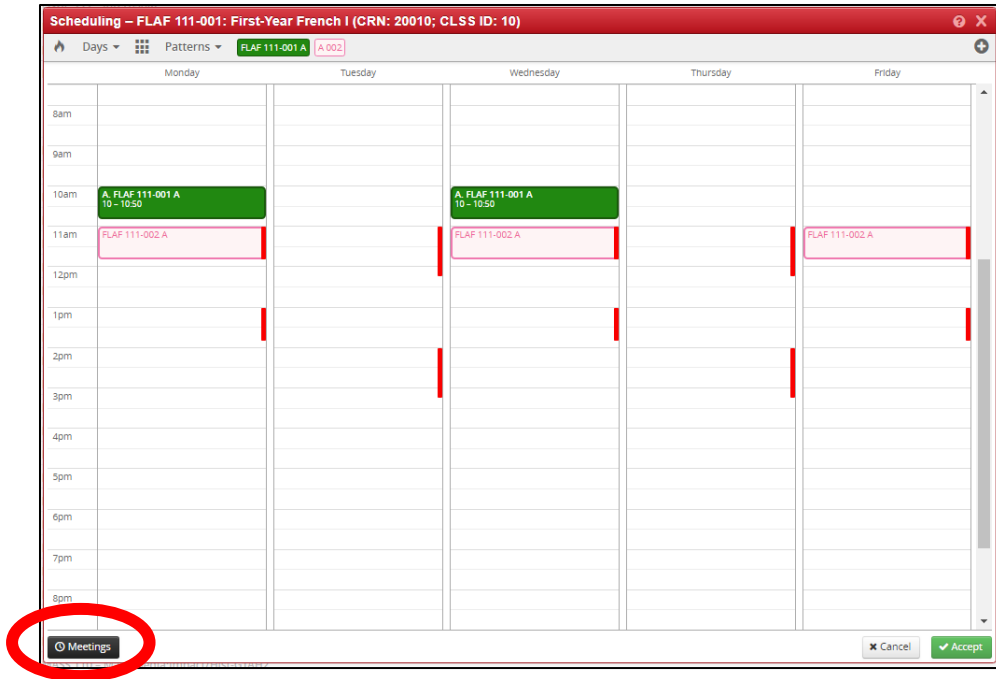 Scheduling – FLAF 111-001: First-Year French I (CRN: 20010; CLSS ID: 10)
Days Patterns FLAF 111-001 A A 002
Monday Tuesday Wednesday Thursday Friday
8am
9am
10am A. FLAF 111-001 A A. FLAF 111-001 A
10 – 10:50 10 – 10:50
11am FLAF 111-002 A FLAF 111-002 A FLAF 111-002 A
12pm
1pm
2pm
3pm
4pm
5pm
6pm
7pm
8pm
Meetings Cancel Accept